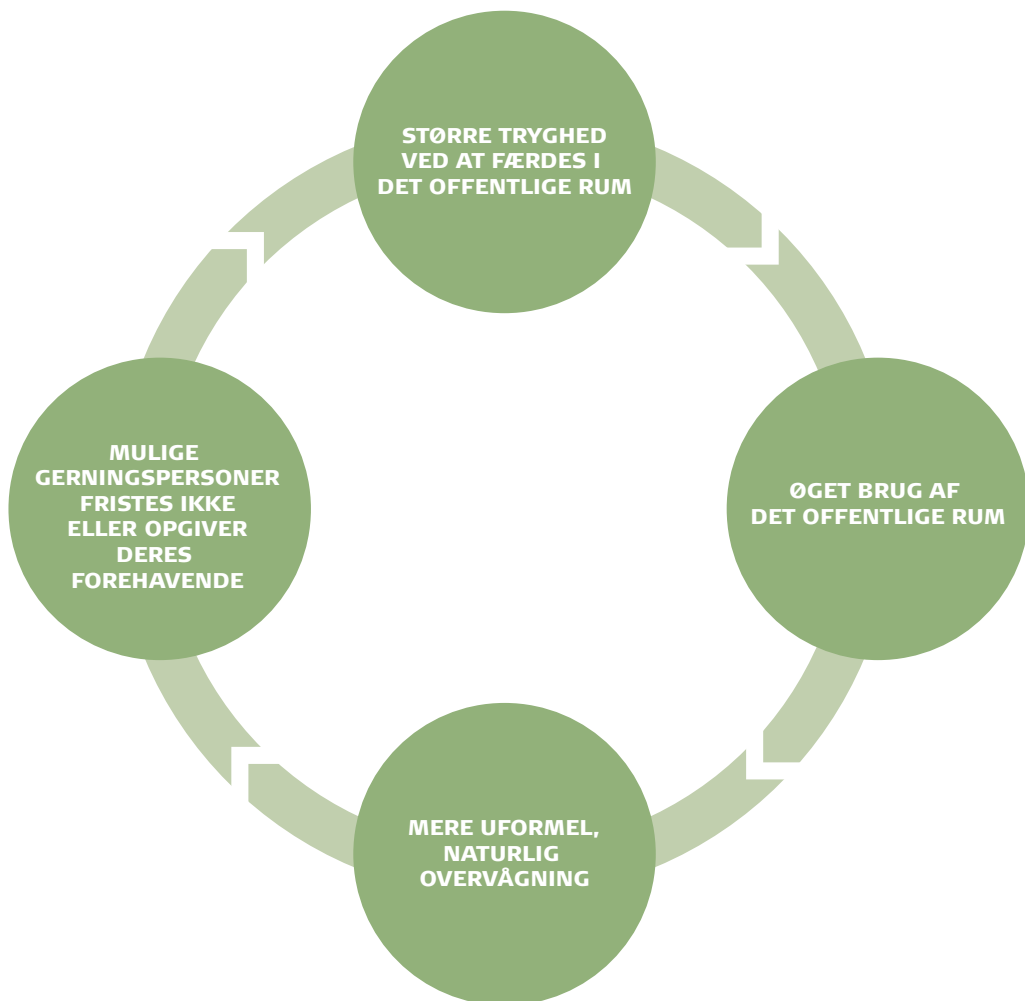 STØRRE TRYGHED
VED AT FÆRDES I
DET OFFENTLIGE RUM
ØGET BRUG AF
DET OFFENTLIGE RUM
MERE UFORMEL,
NATURLIG
OVERVÅGNING
MULIGE
GERNINGSPERSONER
FRISTES IKKE
ELLER OPGIVER
DERES
FOREHAVENDE